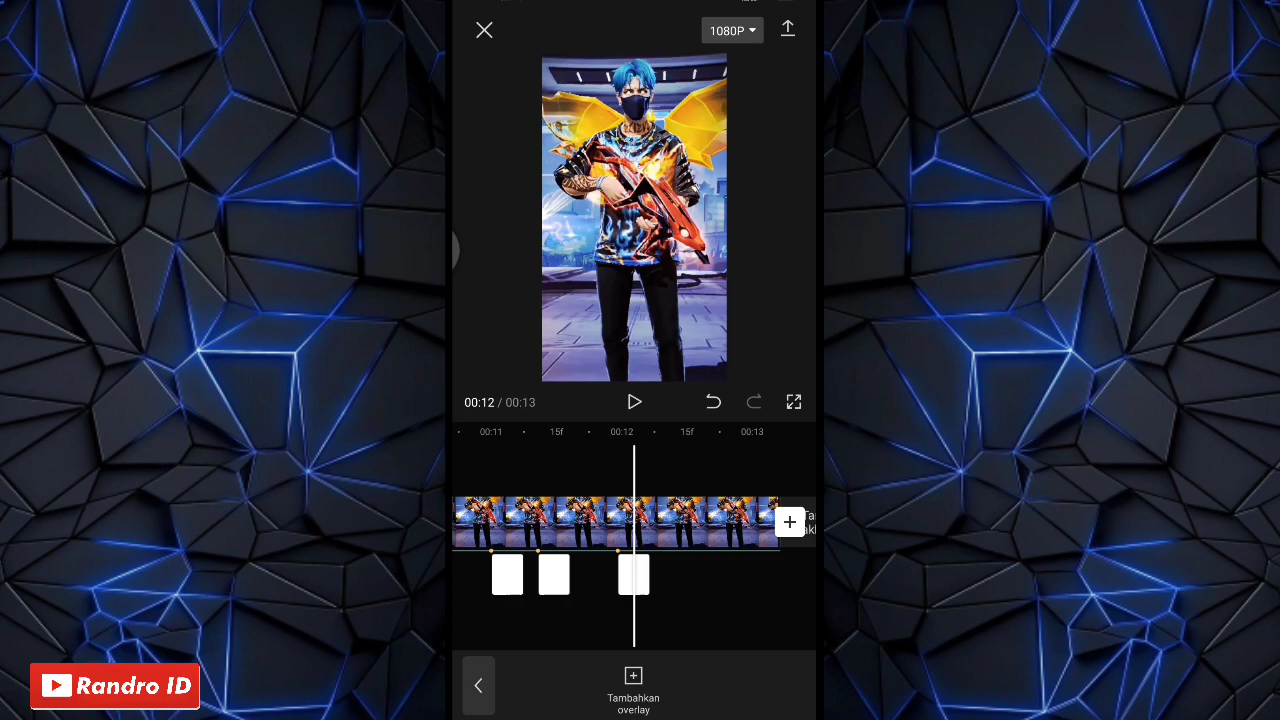 1080P
00:12 / 00:13
00:11
15f
00:12
15f
00:13
Tambahkan
overlay
Randro ID